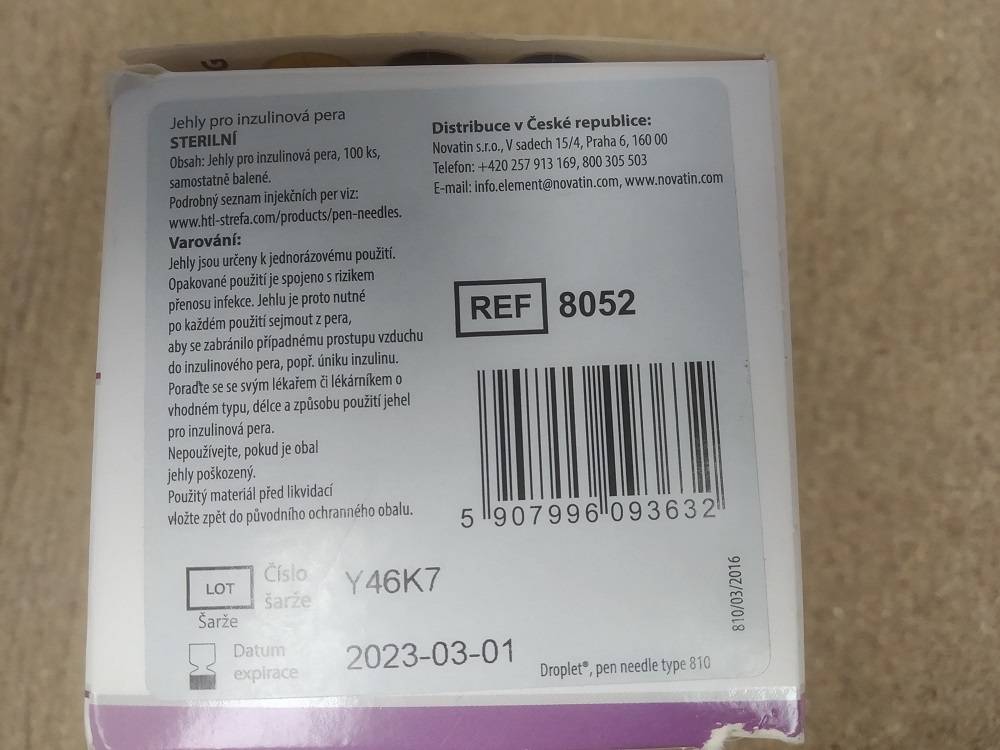 G
Jehly pro inzulinová pera
STERILNÍ
Obsah: Jehly pro inzulinová pera, 100 ks,
samostatně balené.
Podrobný seznam injekčních per viz:
www.htl-strefa.com/products/pen-needles.
Varování:
Jehly jsou určeny k jednorázovému použití.
Opakované použití je spojeno s rizikem
přenosu infekce. Jehlu je proto nutné
po každém použití sejmout z pera,
aby se zabránilo případnému prostupu vzduchu
do inzulinového pera, popř. úniku inzulinu.
Poraďte se se svým lékařem či lékárníkem o
vhodném typu, délce a způsobu použití jehel
pro inzulinová pera.
Nepoužívejte, pokud je obal
jehly poškozený.
Použitý materiál před likvidací
vložte zpět do původního ochranného obalu.
Distribuce v České republice:
Novatin s.r.o., V sadech 15/4, Praha 6, 160 00
Telefon: +420 257 913 169, 800 305 503
E-mail: info.element@novatin.com, www.novatin.com
REF 8052
5 907996 093632
LOT Číslo šarže Y46K7
Šarže
Datum expirace 2023-03-01
Droplet®, pen needle type 810
810/03/2016